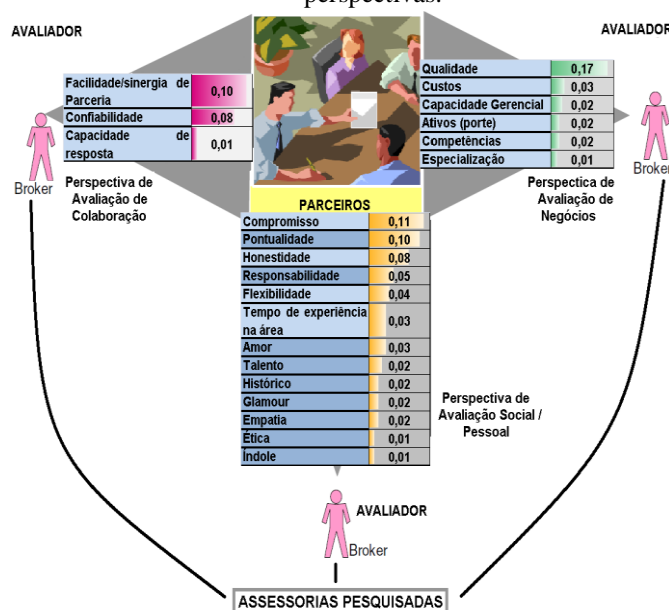 perspectivas.
AVALIADOR
AVALIADOR
Facilidade/sinergia de
Parceria
0,10
Confiabilidade
0,08
Capacidade de
resposta
0,01
Broker
Perspectiva de
Avaliação de
Colaboração
Qualidade 0,17
Custos 0,03
Capacidade Gerencial 0,02
Ativos (porte) 0,02
Competências 0,02
Especialização 0,01
Broker
Perspectica de
Avaliação de
Negócios
PARCEIROS
Compromisso 0,11
Pontualidade 0,10
Honestidade 0,08
Responsabilidade 0,05
Flexibilidade 0,04
Tempo de experiência
na área
0,03
Amor 0,03
Talento 0,02
Histórico 0,02
Glamour 0,02
Empatia 0,02
Ética 0,01
Índole 0,01
Perspectiva de
Avaliação Social /
Pessoal
AVALIADOR
Broker
ASSESSORIAS PESQUISADAS